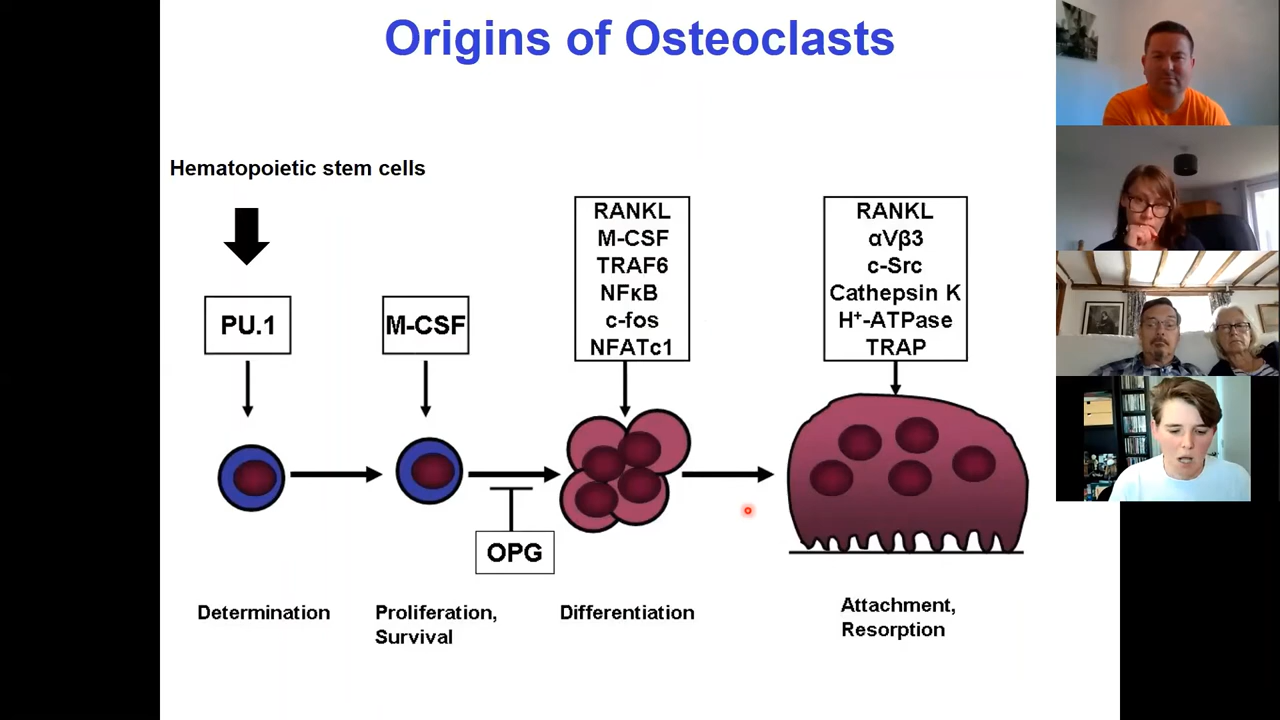 Origins of Osteoclasts
Hematopoietic stem cells
PU.1
M-CSF
RANKL
M-CSF
TRAF6
NFκB
c-fos
NFATc1
RANKL
αVβ3
c-Src
Cathepsin K
H⁺-ATPase
TRAP
OPG
Determination
Proliferation,
Survival
Differentiation
Attachment,
Resorption